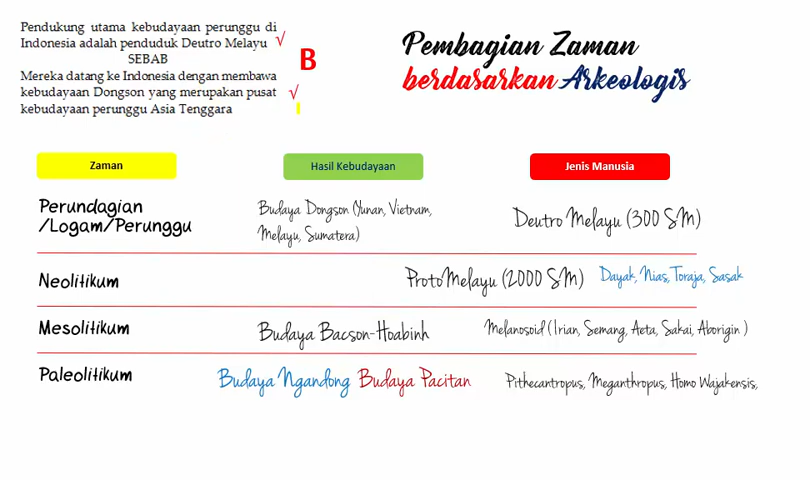 Pendukung utama kebudayaan perunggu di
Indonesia adalah penduduk Deutro Melayu √
SEBAB
Mereka datang ke Indonesia dengan membawa
kebudayaan Dongson yang merupakan pusat √
kebudayaan perunggu Asia Tenggara
B
Pembagian Zaman
berdasarkan Arkeologis
Zaman
Hasil Kebudayaan
Jenis Manusia
Perundagian
/Logam/Perunggu
Budaya Dongson (Yunan, Vietnam,
Melayu, Sumatera)
Deutro Melayu (300 SM)
Neolitikum
Proto Melayu (2000 SM)
Dayak, Nias, Toraja, Sasak
Mesolitikum
Budaya Bacson-Hoabinh
Melanosoid (Irian, Semang, Aeta, Sakai, Aborigin )
Paleolitikum
Budaya Ngandong Budaya Pacitan
Pithecantropus, Meganthropus, Homo Wajakensis,